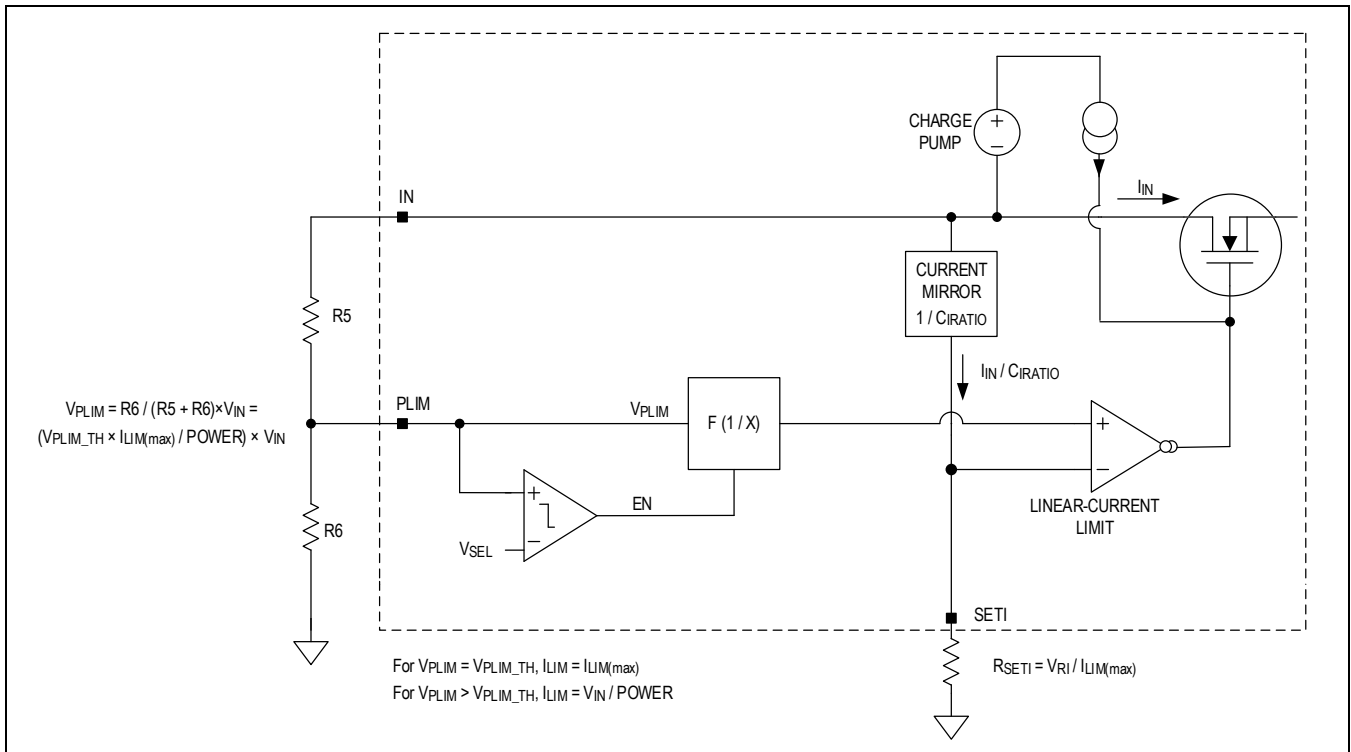 CHARGE
PUMP
IIN
IN
CURRENT
MIRROR
1 / CIRATIO
R5
IIN / CIRATIO
VPLIM = R6 / (R5 + R6)×VIN =
(VPLIM_TH × ILIM(max) / POWER) × VIN
PLIM
VPLIM
F (1 / X)
EN
VSEL
LINEAR-CURRENT
LIMIT
R6
SETI
For VPLIM = VPLIM_TH, ILIM = ILIM(max)
For VPLIM > VPLIM_TH, ILIM = VIN / POWER
RSETI = VRI / ILIM(max)